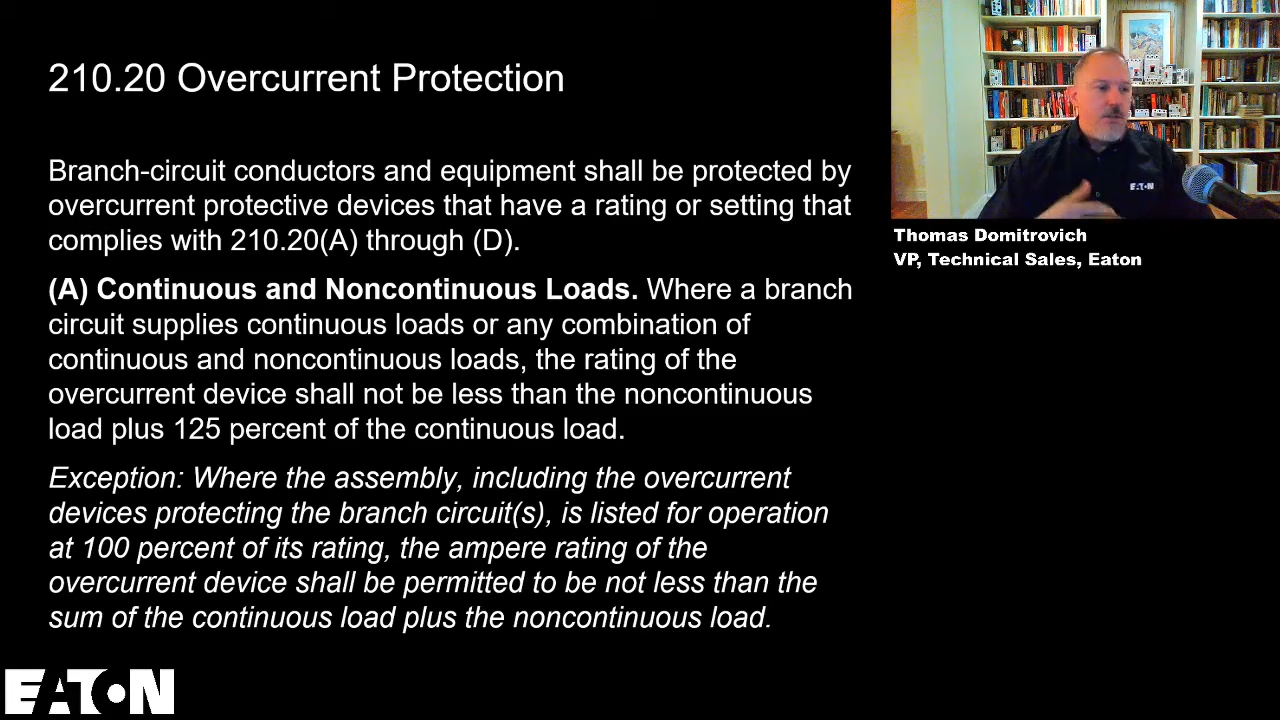 210.20 Overcurrent Protection
Branch-circuit conductors and equipment shall be protected by
overcurrent protective devices that have a rating or setting that
complies with 210.20(A) through (D).
(A) Continuous and Noncontinuous Loads. Where a branch
circuit supplies continuous loads or any combination of
continuous and noncontinuous loads, the rating of the
overcurrent device shall not be less than the noncontinuous
load plus 125 percent of the continuous load.
Exception: Where the assembly, including the overcurrent
devices protecting the branch circuit(s), is listed for operation
at 100 percent of its rating, the ampere rating of the
overcurrent device shall be permitted to be not less than the
sum of the continuous load plus the noncontinuous load.
EATON
EATON
Thomas Domitrovich
VP, Technical Sales, Eaton